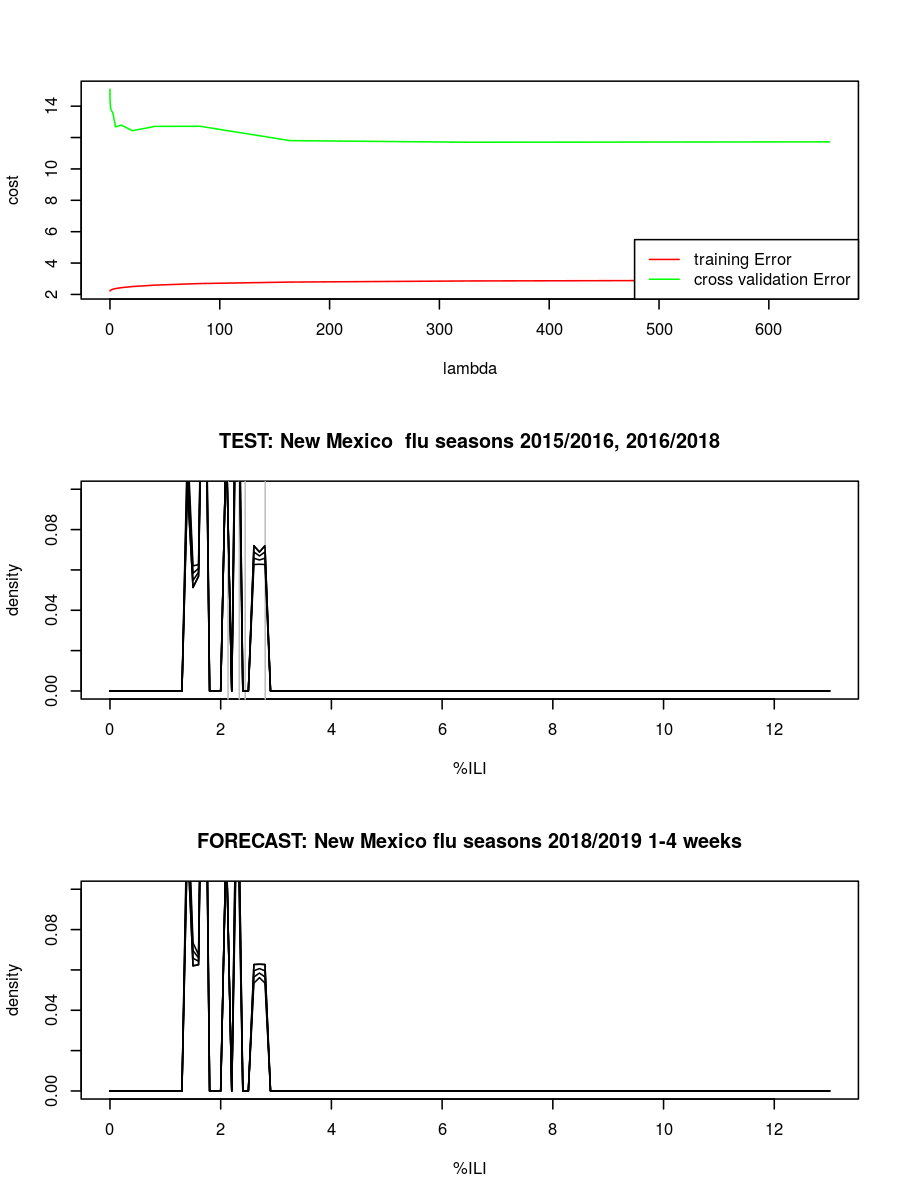 14
10
8
6
4
2
cost
training Error
cross validation Error
0 100 200 300 400 500 600
lambda
TEST: New Mexico  flu seasons 2015/2016, 2016/2018
0.08
0.04
0.00
density
0 2 4 6 8 10 12
%ILI
FORECAST: New Mexico flu seasons 2018/2019 1-4 weeks
0.08
0.04
0.00
density
0 2 4 6 8 10 12
%ILI